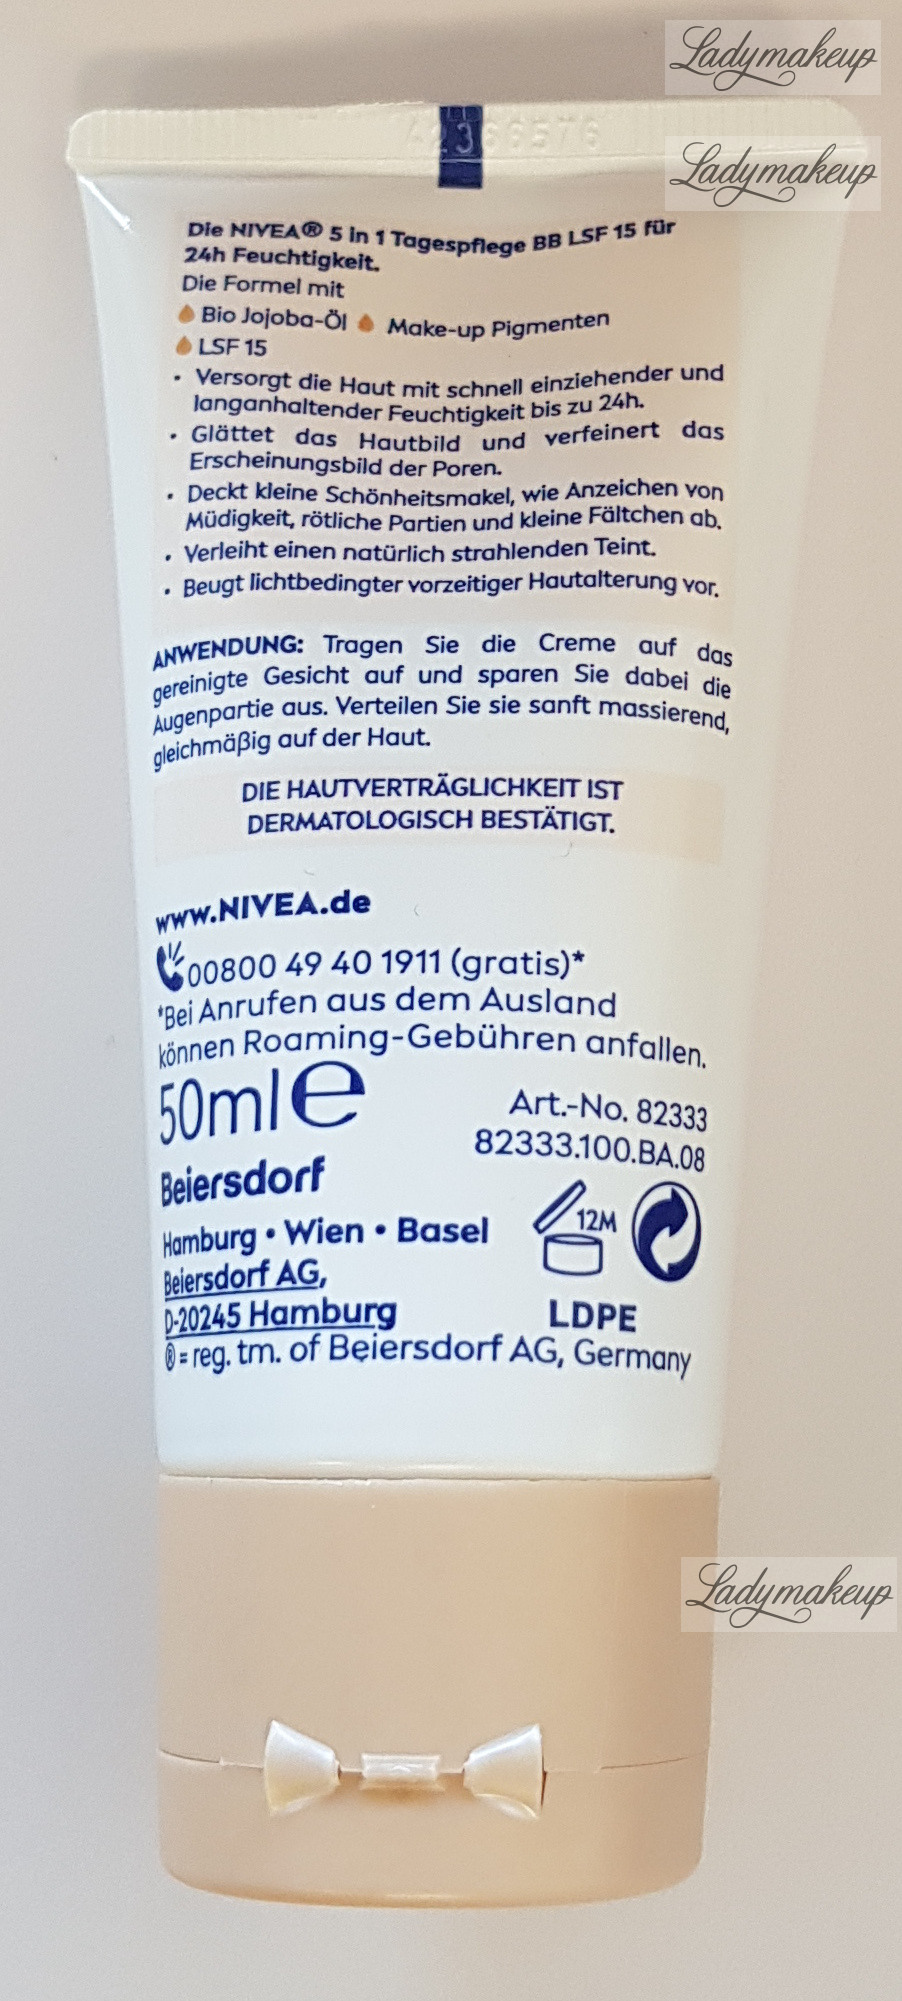 Ladymakeup
Ladymakeup
Die NIVEA® 5 in 1 Tagespflege BB LSF 15 für
24h Feuchtigkeit.
Die Formel mit
Bio Jojoba-Öl Make-up Pigmenten
LSF 15
• Versorgt die Haut mit schnell einziehender und
langanhaltender Feuchtigkeit bis zu 24h.
• Glättet das Hautbild und verfeinert das
Erscheinungsbild der Poren.
• Deckt kleine Schönheitsmakel, wie Anzeichen von
Müdigkeit, rötliche Partien und kleine Fältchen ab.
• Verleiht einen natürlich strahlenden Teint.
• Beugt lichtbedingter vorzeitiger Hautalterung vor.
ANWENDUNG: Tragen Sie die Creme auf das
gereinigte Gesicht auf und sparen Sie dabei die
Augenpartie aus. Verteilen Sie sie sanft massierend,
gleichmäßig auf der Haut.
DIE HAUTVERTRÄGLICHKEIT IST
DERMATOLOGISCH BESTÄTIGT.
www.NIVEA.de
00800 49 40 1911 (gratis)*
*Bei Anrufen aus dem Ausland
können Roaming-Gebühren anfallen.
50ml e
Art.-No. 82333
82333.100.BA.08
Beiersdorf
12M
Hamburg • Wien • Basel
Beiersdorf AG,
D-20245 Hamburg
LDPE
® = reg. tm. of Beiersdorf AG, Germany
Ladymakeup